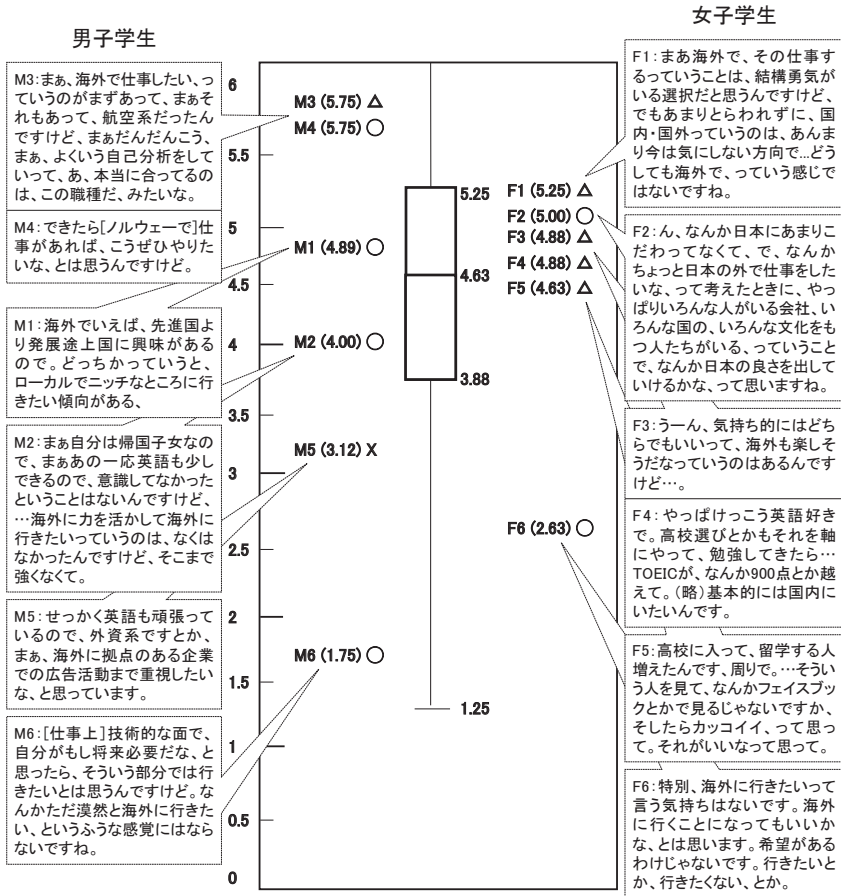 男子学生
女子学生
M3：まぁ、海外で仕事したい、っ
ていうのがまずあって、まぁそ
れもあって、航空系だったん
ですけど、まぁだんだんこう、
まぁ、よくいう自己分析をして
いって、あ、本当に合ってるの
は、この職種だ、みたいな。
M4：できたら[ノルウェーで]仕
事があれば、こうぜひやりた
いな、とは思うんですけど。
M1：海外でいえば、先進国よ
り発展途上国に興味がある
ので。どっちかっていうと、
ローカルでニッチなところに行
きたい傾向がある、
M2：まぁ自分は帰国子女なの
で、まぁあの一応英語も少し
できるので、意識してなかった
ということはないんですけど、
…海外に力を活かして海外に
行きたいっていうのは、なくは
なかったんですけど、そこまで
強くなくて。
M5：せっかく英語も頑張って
いるので、外資系ですとか、
まぁ、海外に拠点のある企業
での広告活動まで重視したい
な、と思っています。
M6：[仕事上]技術的な面で、
自分がもし将来必要だな、と
思ったら、そういう部分では行
きたいとは思うんですけど。な
んかただ漠然と海外に行きた
い、というふうな感覚にはなら
ないですね。
6
5.5
5
4.5
4
3.5
3
2.5
2
1.5
1
0.5
0
M3 (5.75) △
M4 (5.75) ○
M1 (4.89) ○
M2 (4.00) ○
M5 (3.12) X
M6 (1.75) ○
5.25
4.63
3.88
1.25
F1 (5.25) △
F2 (5.00) ○
F3 (4.88) △
F4 (4.88) △
F5 (4.63) △
F6 (2.63) ○
F1：まあ海外で、その仕事す
るっていうことは、結構勇気が
いる選択だと思うんですけど、
でもあまりとらわれずに、国
内・国外っていうのは、あんま
り今は気にしない方向で…どう
しても海外で、っていう感じで
はないですね。
F2：ん、なんか日本にあまりこ
だわってなくて、で、なんか
ちょっと日本の外で仕事をした
いな、って考えたときに、やっ
ぱりいろんな人がいる会社、い
ろんな国の、いろんな文化をも
つ人たちがいる、っていうこと
で、なんか日本の良さを出して
いけるかな、って思いますね。
F3：うーん、気持ち的にはどち
らでもいいって、海外も楽しそ
うだなっていうのはあるんです
けど…。
F4：やっぱけっこう英語好き
で。高校選びとかもそれを軸
にやって、勉強してきたら…
TOEICが、なんか900点とか越
えて。（略）基本的には国内に
いたいんです。
F5：高校に入って、留学する人
増えたんです、周りで。…そうい
う人を見て、なんかフェイスブッ
クとかで見るじゃないですか、
そしたらカッコイイ、って思っ
て。それがいいなって思って。
F6：特別、海外に行きたいって
言う気持ちはないです。海外
に行くことになってもいいか
な、とは思います。希望がある
わけじゃないです。行きたいと
か、行きたくない、とか。